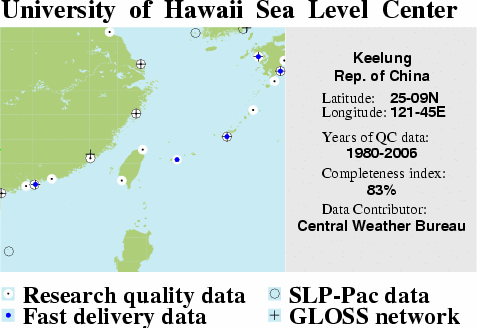 University of Hawaii Sea Level Center
Keelung
Rep. of China
Latitude: 25-09N
Longitude: 121-45E
Years of QC data:
1980-2006
Completeness index:
83%
Data Contributor:
Central Weather Bureau
Research quality data
SLP-Pac data
Fast delivery data
GLOSS network